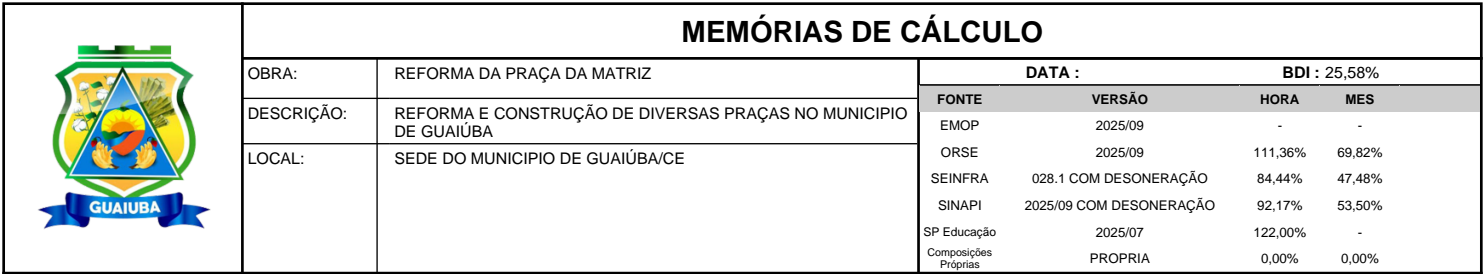 MEMÓRIAS DE CÁLCULO
GUAIUBA
OBRA: REFORMA DA PRAÇA DA MATRIZ
DESCRIÇÃO: REFORMA E CONSTRUÇÃO DE DIVERSAS PRAÇAS NO MUNICIPIO
DE GUAIÚBA
LOCAL: SEDE DO MUNICIPIO DE GUAIÚBA/CE
DATA : BDI : 25,58%
FONTE VERSÃO HORA MES
EMOP 2025/09 - -
ORSE 2025/09 111,36% 69,82%
SEINFRA 028.1 COM DESONERAÇÃO 84,44% 47,48%
SINAPI 2025/09 COM DESONERAÇÃO 92,17% 53,50%
SP Educação 2025/07 122,00% -
Composições
Próprias PROPRIA 0,00% 0,00%